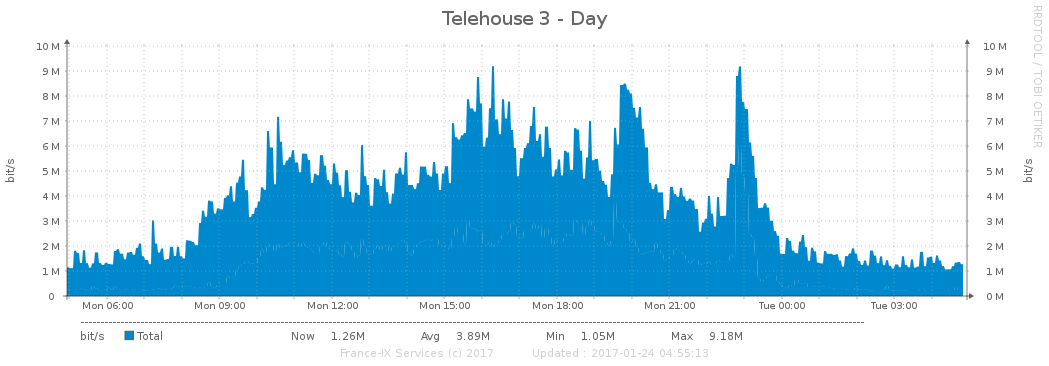 Telehouse 3 - Day
RRDTOOL / TOBI OETIKER
bit/s
10 M 10 M
9 M 9 M
8 M 8 M
7 M 7 M
6 M 6 M
5 M 5 M
4 M 4 M
3 M 3 M
2 M 2 M
1 M 1 M
0 0 M
bit/s
Mon 06:00 Mon 09:00 Mon 12:00 Mon 15:00 Mon 18:00 Mon 21:00 Tue 00:00 Tue 03:00
bit/s Total Now 1.26M Avg 3.89M Min 1.05M Max 9.18M
France-IX Services (c) 2017 Updated : 2017-01-24 04:55:13